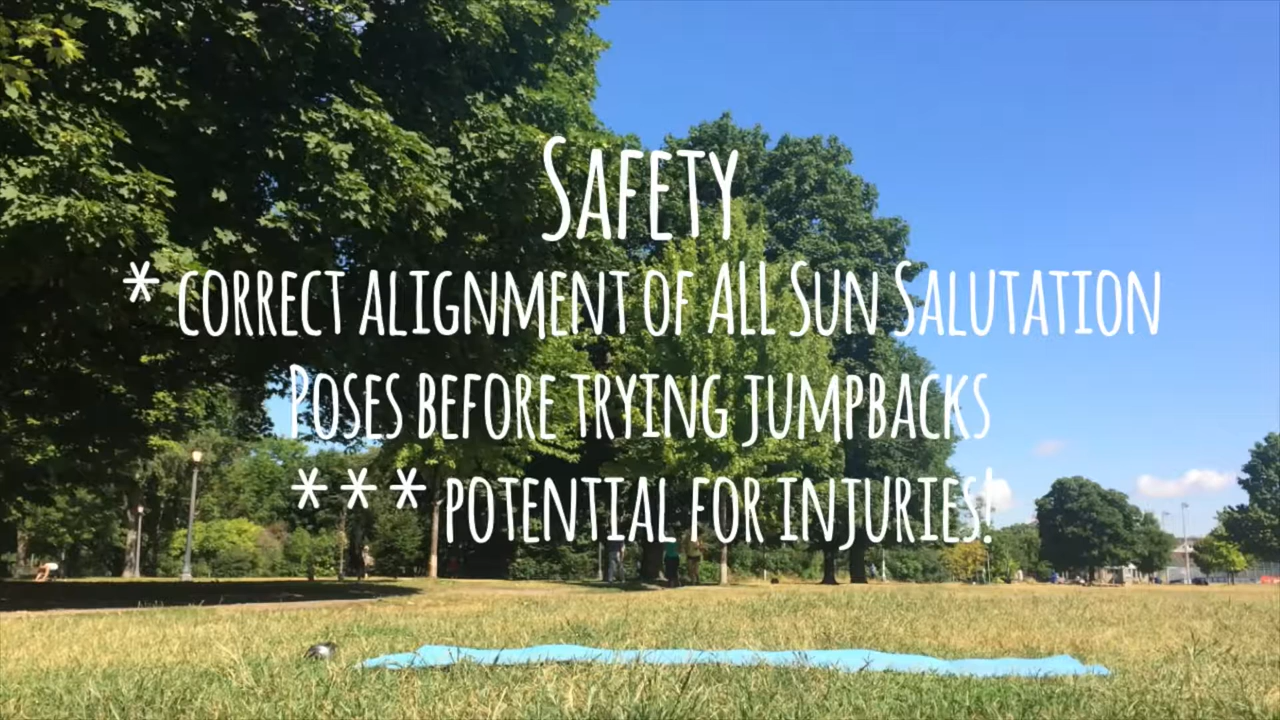 Safety
* correct alignment of ALL Sun Salutation
Poses before trying jumpbacks
*** potential for injuries!